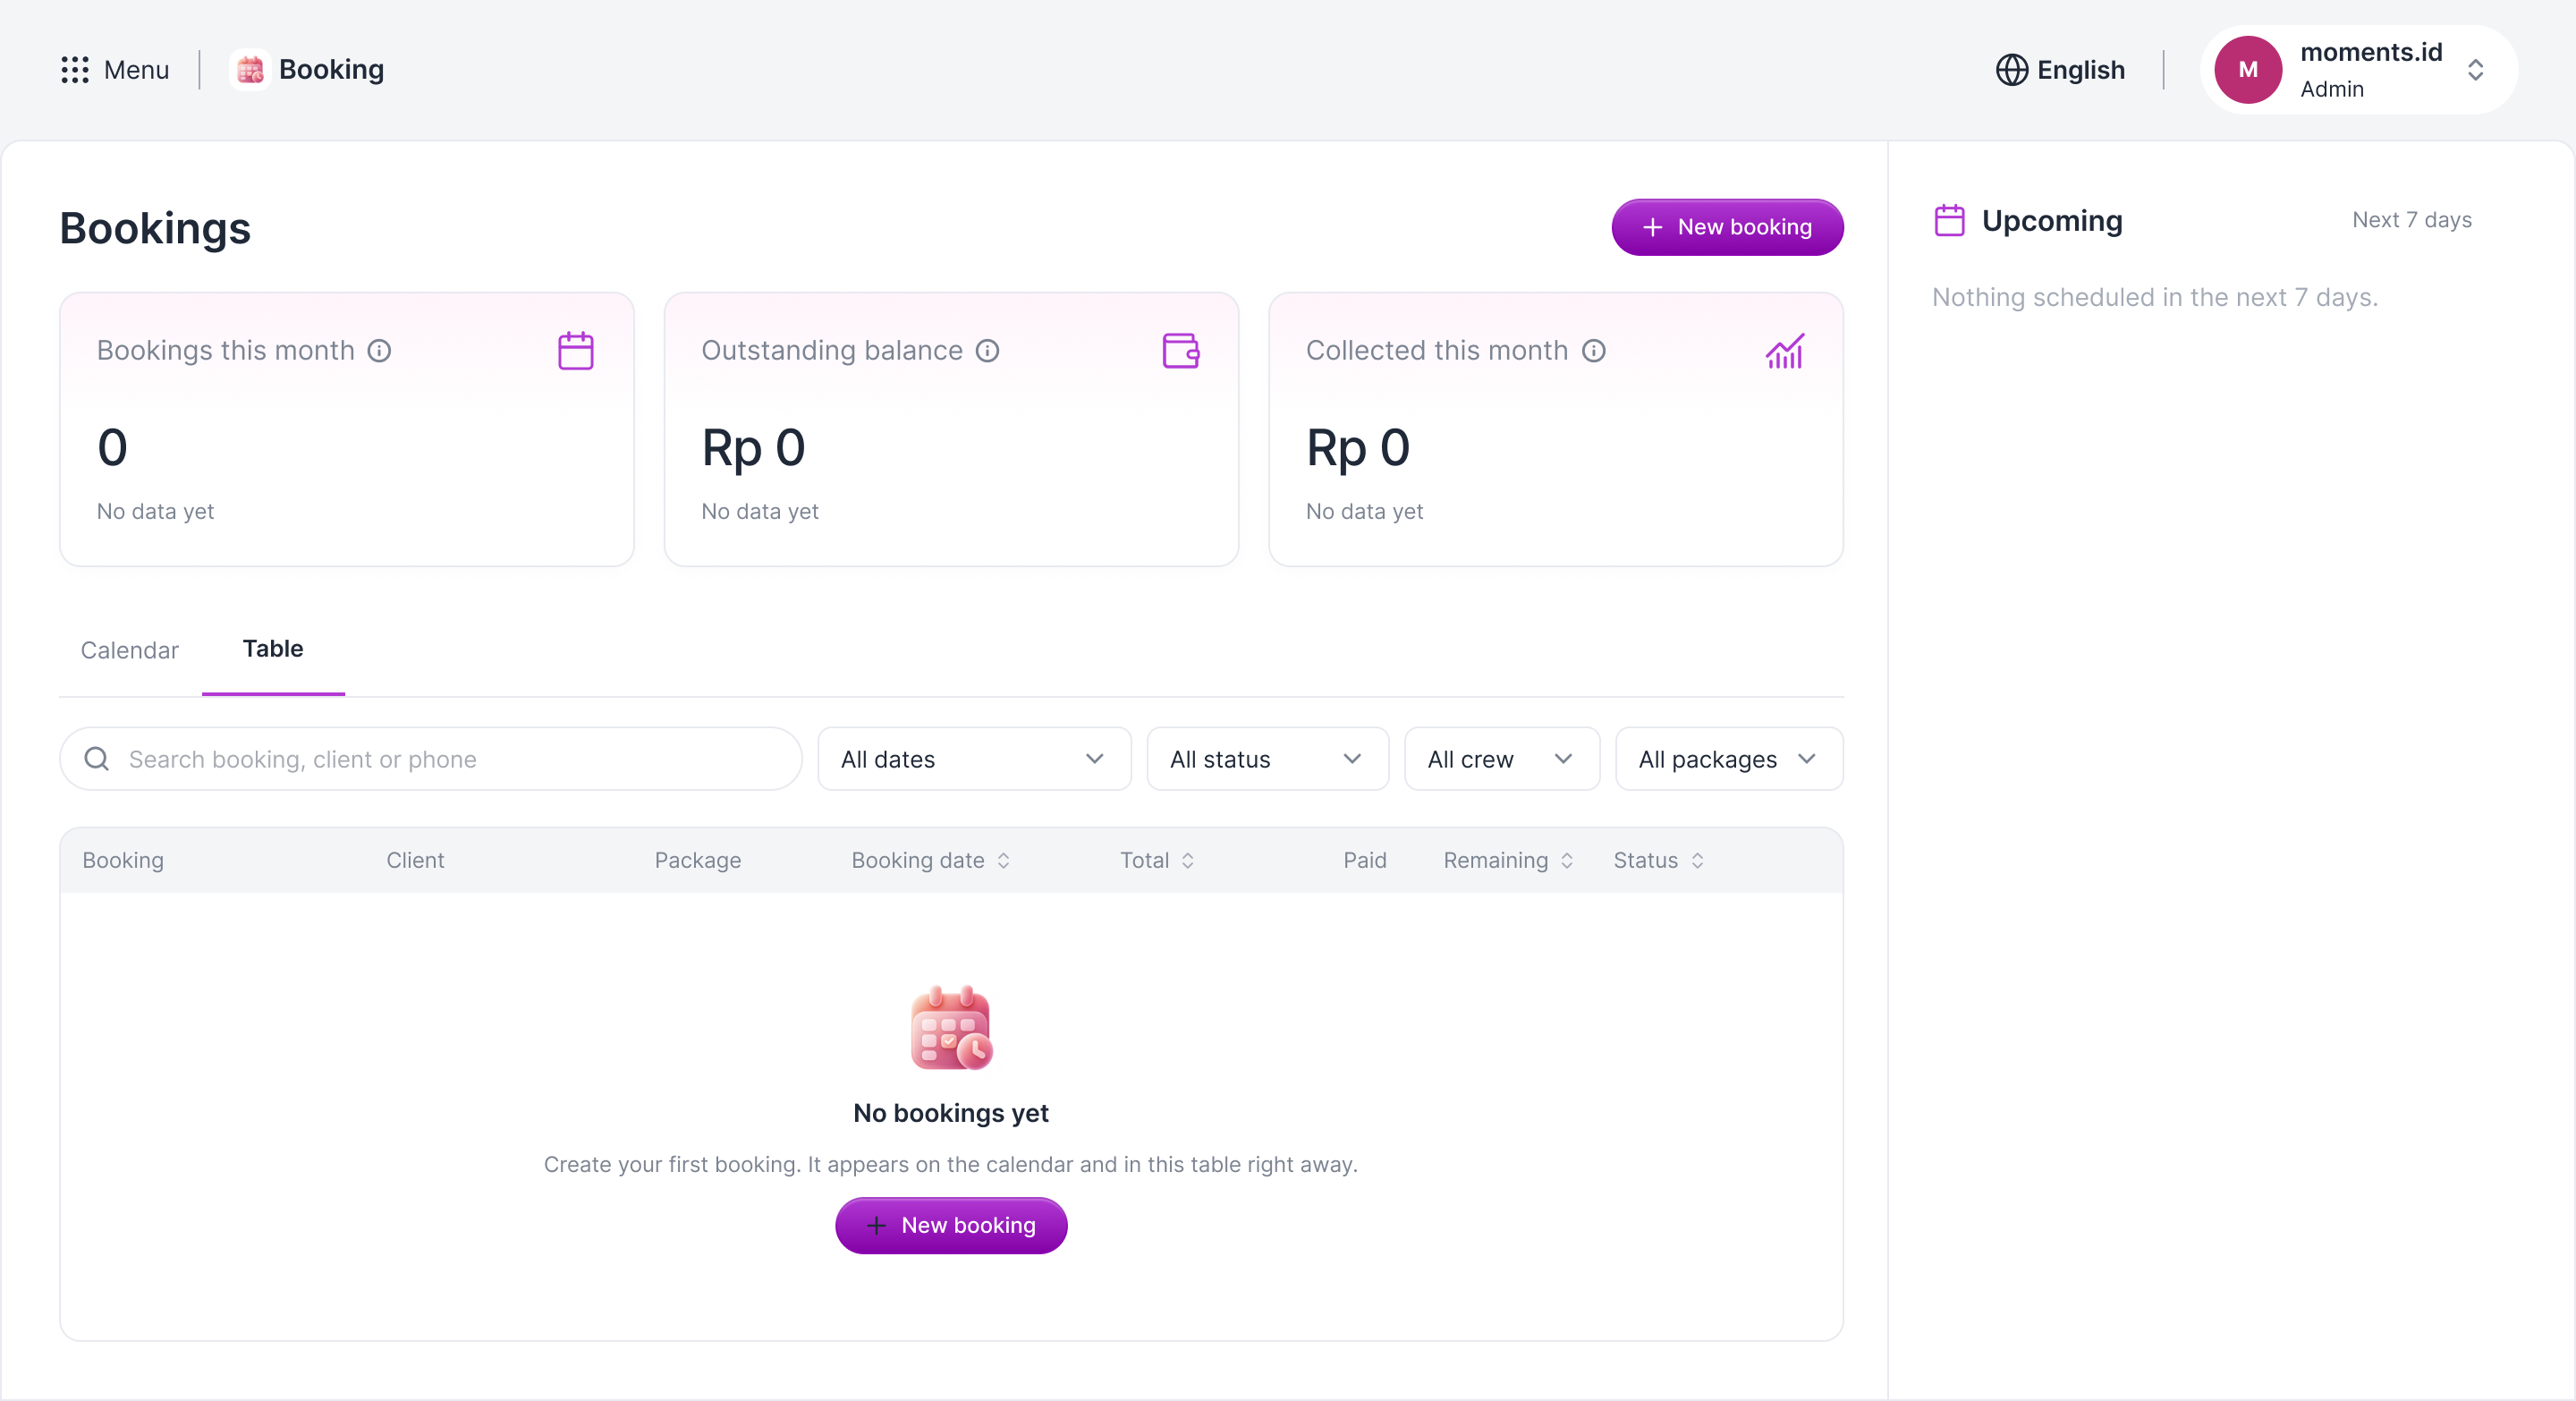 Menu
Booking
English
M
moments.id
Admin
Bookings
New booking
Bookings this month
0
No data yet
Outstanding balance
Rp 0
No data yet
Collected this month
Rp 0
No data yet
Upcoming
Next 7 days
Nothing scheduled in the next 7 days.
Calendar
Table
Search booking, client or phone
All dates
All status
All crew
All packages
Booking Client Package Booking date Total Paid Remaining Status
No bookings yet
Create your first booking. It appears on the calendar and in this table right away.
New booking